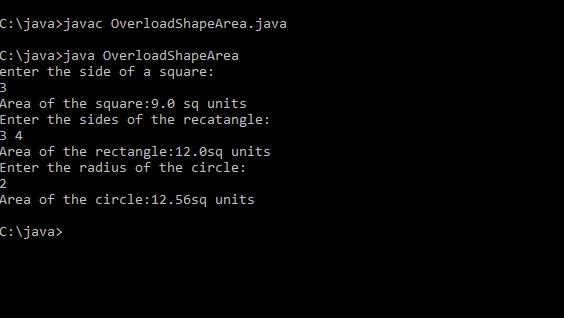 C:\java>javac OverloadShapeArea.java
C:\java>java OverloadShapeArea
enter the side of a square:
3
Area of the square:9.0 sq units
Enter the sides of the recatangle:
3 4
Area of the rectangle:12.0sq units
Enter the radius of the circle:
2
Area of the circle:12.56sq units
C:\java>